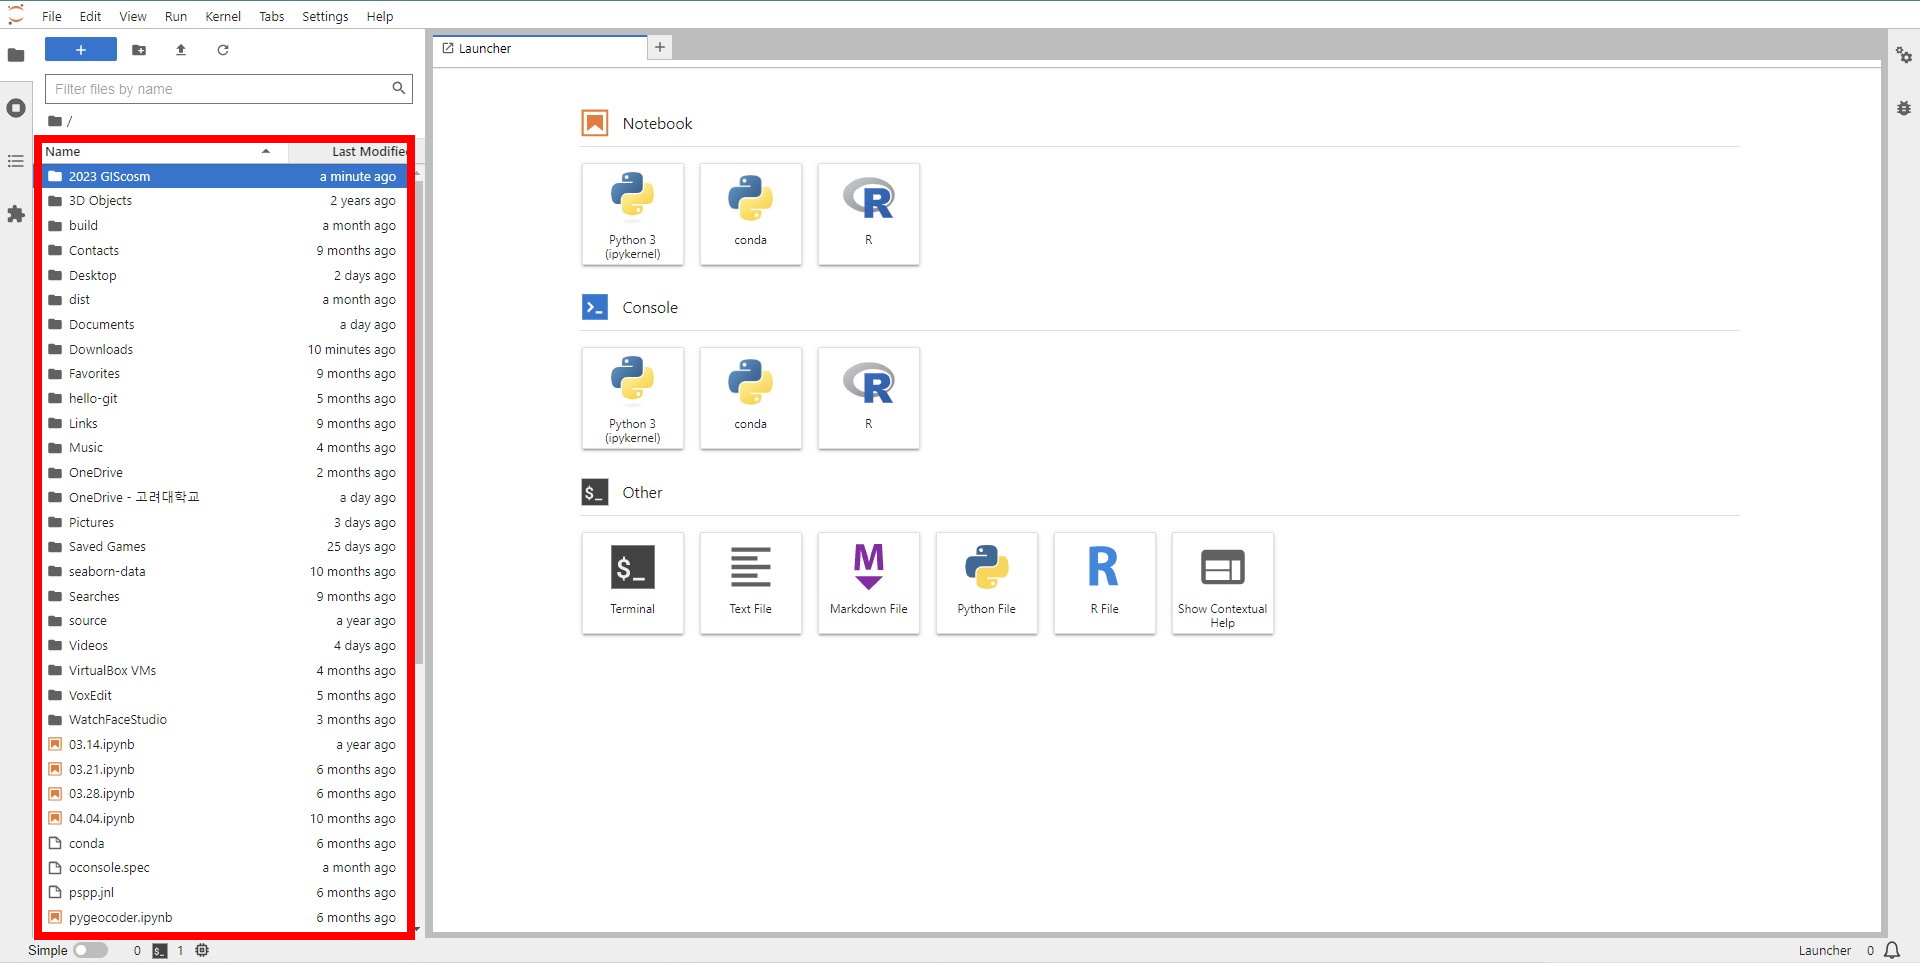 File Edit View Run Kernel Tabs Settings Help
+
Filter files by name
/
Name Last Modified
2023 GIScosm a minute ago
3D Objects 2 years ago
build a month ago
Contacts 9 months ago
Desktop 2 days ago
dist a month ago
Documents a day ago
Downloads 10 minutes ago
Favorites 9 months ago
hello-git 5 months ago
Links 9 months ago
Music 4 months ago
OneDrive 2 months ago
OneDrive - 고려대학교 a day ago
Pictures 3 days ago
Saved Games 25 days ago
seaborn-data 10 months ago
Searches 9 months ago
source a year ago
Videos 4 days ago
VirtualBox VMs 4 months ago
VoxEdit 5 months ago
WatchFaceStudio 3 months ago
03.14.ipynb a year ago
03.21.ipynb 6 months ago
03.28.ipynb 6 months ago
04.04.ipynb 10 months ago
conda 6 months ago
oconsole.spec a month ago
pspp.jnl 6 months ago
pygeocoder.ipynb 6 months ago
Launcher +
Notebook
Python 3
(ipykernel)
conda
R
>_ Console
Python 3
(ipykernel)
conda
R
$_ Other
$_
Terminal
Text File
M
Markdown File
Python File
R
R File
Show Contextual
Help
Simple 0 $_ 1
Launcher 0